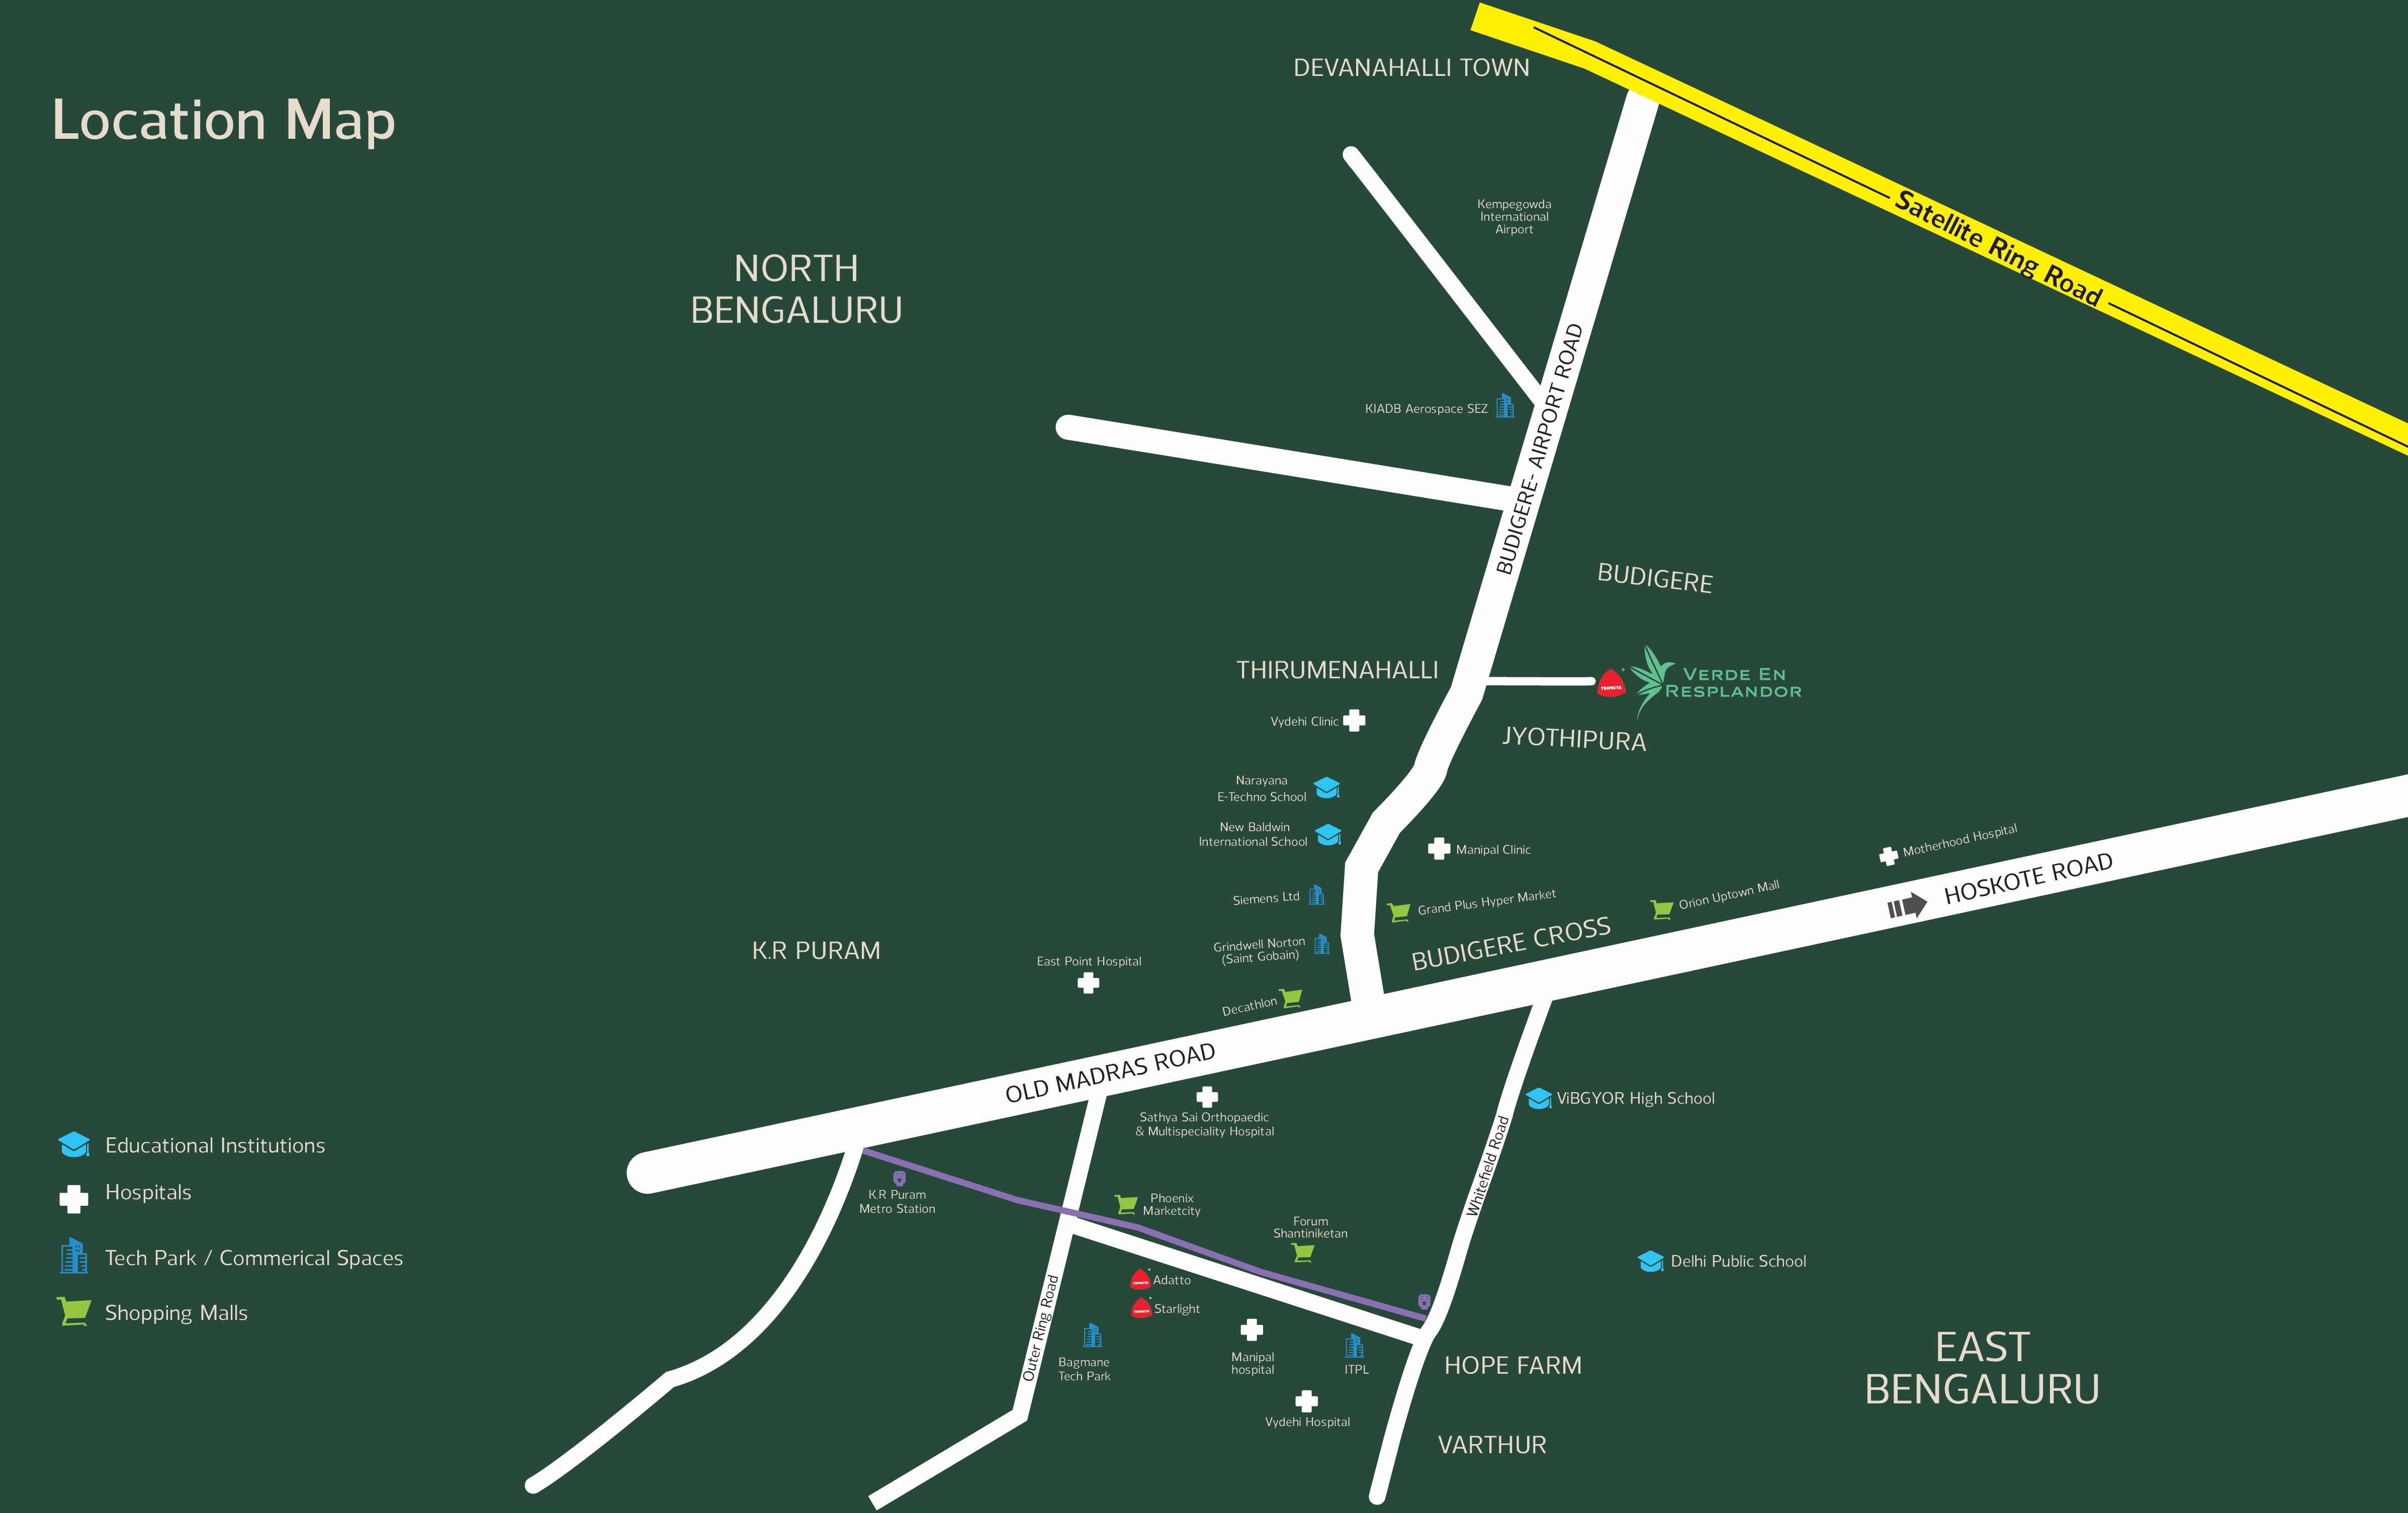 DEVANAHALLI TOWN
Location Map
Kempegowda
International
Airport
Satellite Ring Road
NORTH
BENGALURU
KIADB Aerospace SEZ
BUDIGERE- AIRPORT ROAD
BUDIGERE
THIRUMENAHALLI
TRIFECTA
VERDE EN
RESPLANDOR
Vydehi Clinic
JYOTHIPURA
Narayana
E-Techno School
New Baldwin
International School
Manipal Clinic
Motherhood Hospital
HOSKOTE ROAD
Siemens Ltd
Grand Plus Hyper Market
Orion Uptown Mall
BUDIGERE CROSS
K.R PURAM
Grindwell Norton
(Saint Gobain)
East Point Hospital
Decathlon
OLD MADRAS ROAD
Sathya Sai Orthopaedic
& Multispeciality Hospital
ViBGYOR High School
Whitefield Road
Educational Institutions
Hospitals
Tech Park / Commerical Spaces
Shopping Malls
K.R Puram
Metro Station
Phoenix
Marketcity
Forum
Shantiniketan
Delhi Public School
TRIFECTA
Adatto
TRIFECTA
Starlight
Outer Ring Road
Bagmane
Tech Park
Manipal
hospital
ITPL
HOPE FARM
Vydehi Hospital
VARTHUR
EAST
BENGALURU